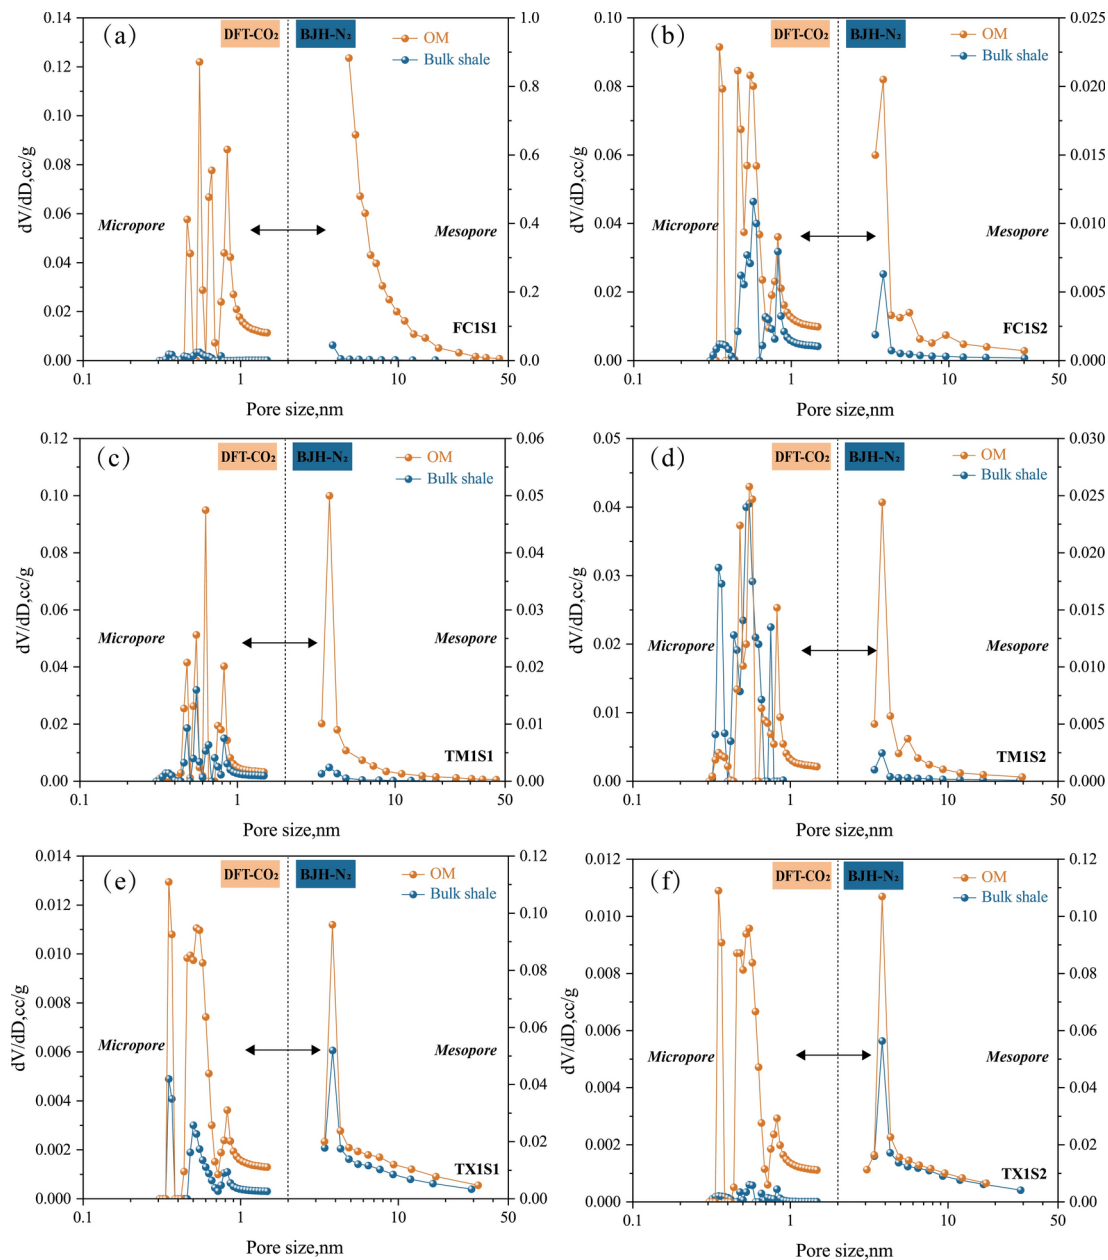 (a)
DFT-CO₂
BJH-N₂
OM
Bulk shale
0.14
0.12
0.10
0.08
0.06
0.04
0.02
0.00
1.0
0.8
0.6
0.4
0.2
0.0
dV/dD,cc/g
Micropore
Mesopore
FC1S1
0.1
1
10
50
Pore size,nm
(b)
DFT-CO₂
BJH-N₂
OM
Bulk shale
0.10
0.08
0.06
0.04
0.02
0.00
0.025
0.020
0.015
0.010
0.005
0.000
dV/dD,cc/g
Micropore
Mesopore
FC1S2
0.1
1
10
50
Pore size,nm
(c)
DFT-CO₂
BJH-N₂
OM
Bulk shale
0.12
0.10
0.08
0.06
0.04
0.02
0.00
0.06
0.05
0.04
0.03
0.02
0.01
0.00
dV/dD,cc/g
Micropore
Mesopore
TM1S1
0.1
1
10
50
Pore size,nm
(d)
DFT-CO₂
BJH-N₂
OM
Bulk shale
0.05
0.04
0.03
0.02
0.01
0.00
0.030
0.025
0.020
0.015
0.010
0.005
0.000
dV/dD,cc/g
Micropore
Mesopore
TM1S2
0.1
1
10
50
Pore size,nm
(e)
DFT-CO₂
BJH-N₂
OM
Bulk shale
0.014
0.012
0.010
0.008
0.006
0.004
0.002
0.000
0.12
0.10
0.08
0.06
0.04
0.02
0.00
dV/dD,cc/g
Micropore
Mesopore
TX1S1
0.1
1
10
50
Pore size,nm
(f)
DFT-CO₂
BJH-N₂
OM
Bulk shale
0.012
0.010
0.008
0.006
0.004
0.002
0.000
0.12
0.10
0.08
0.06
0.04
0.02
0.00
dV/dD,cc/g
Micropore
Mesopore
TX1S2
0.1
1
10
50
Pore size,nm